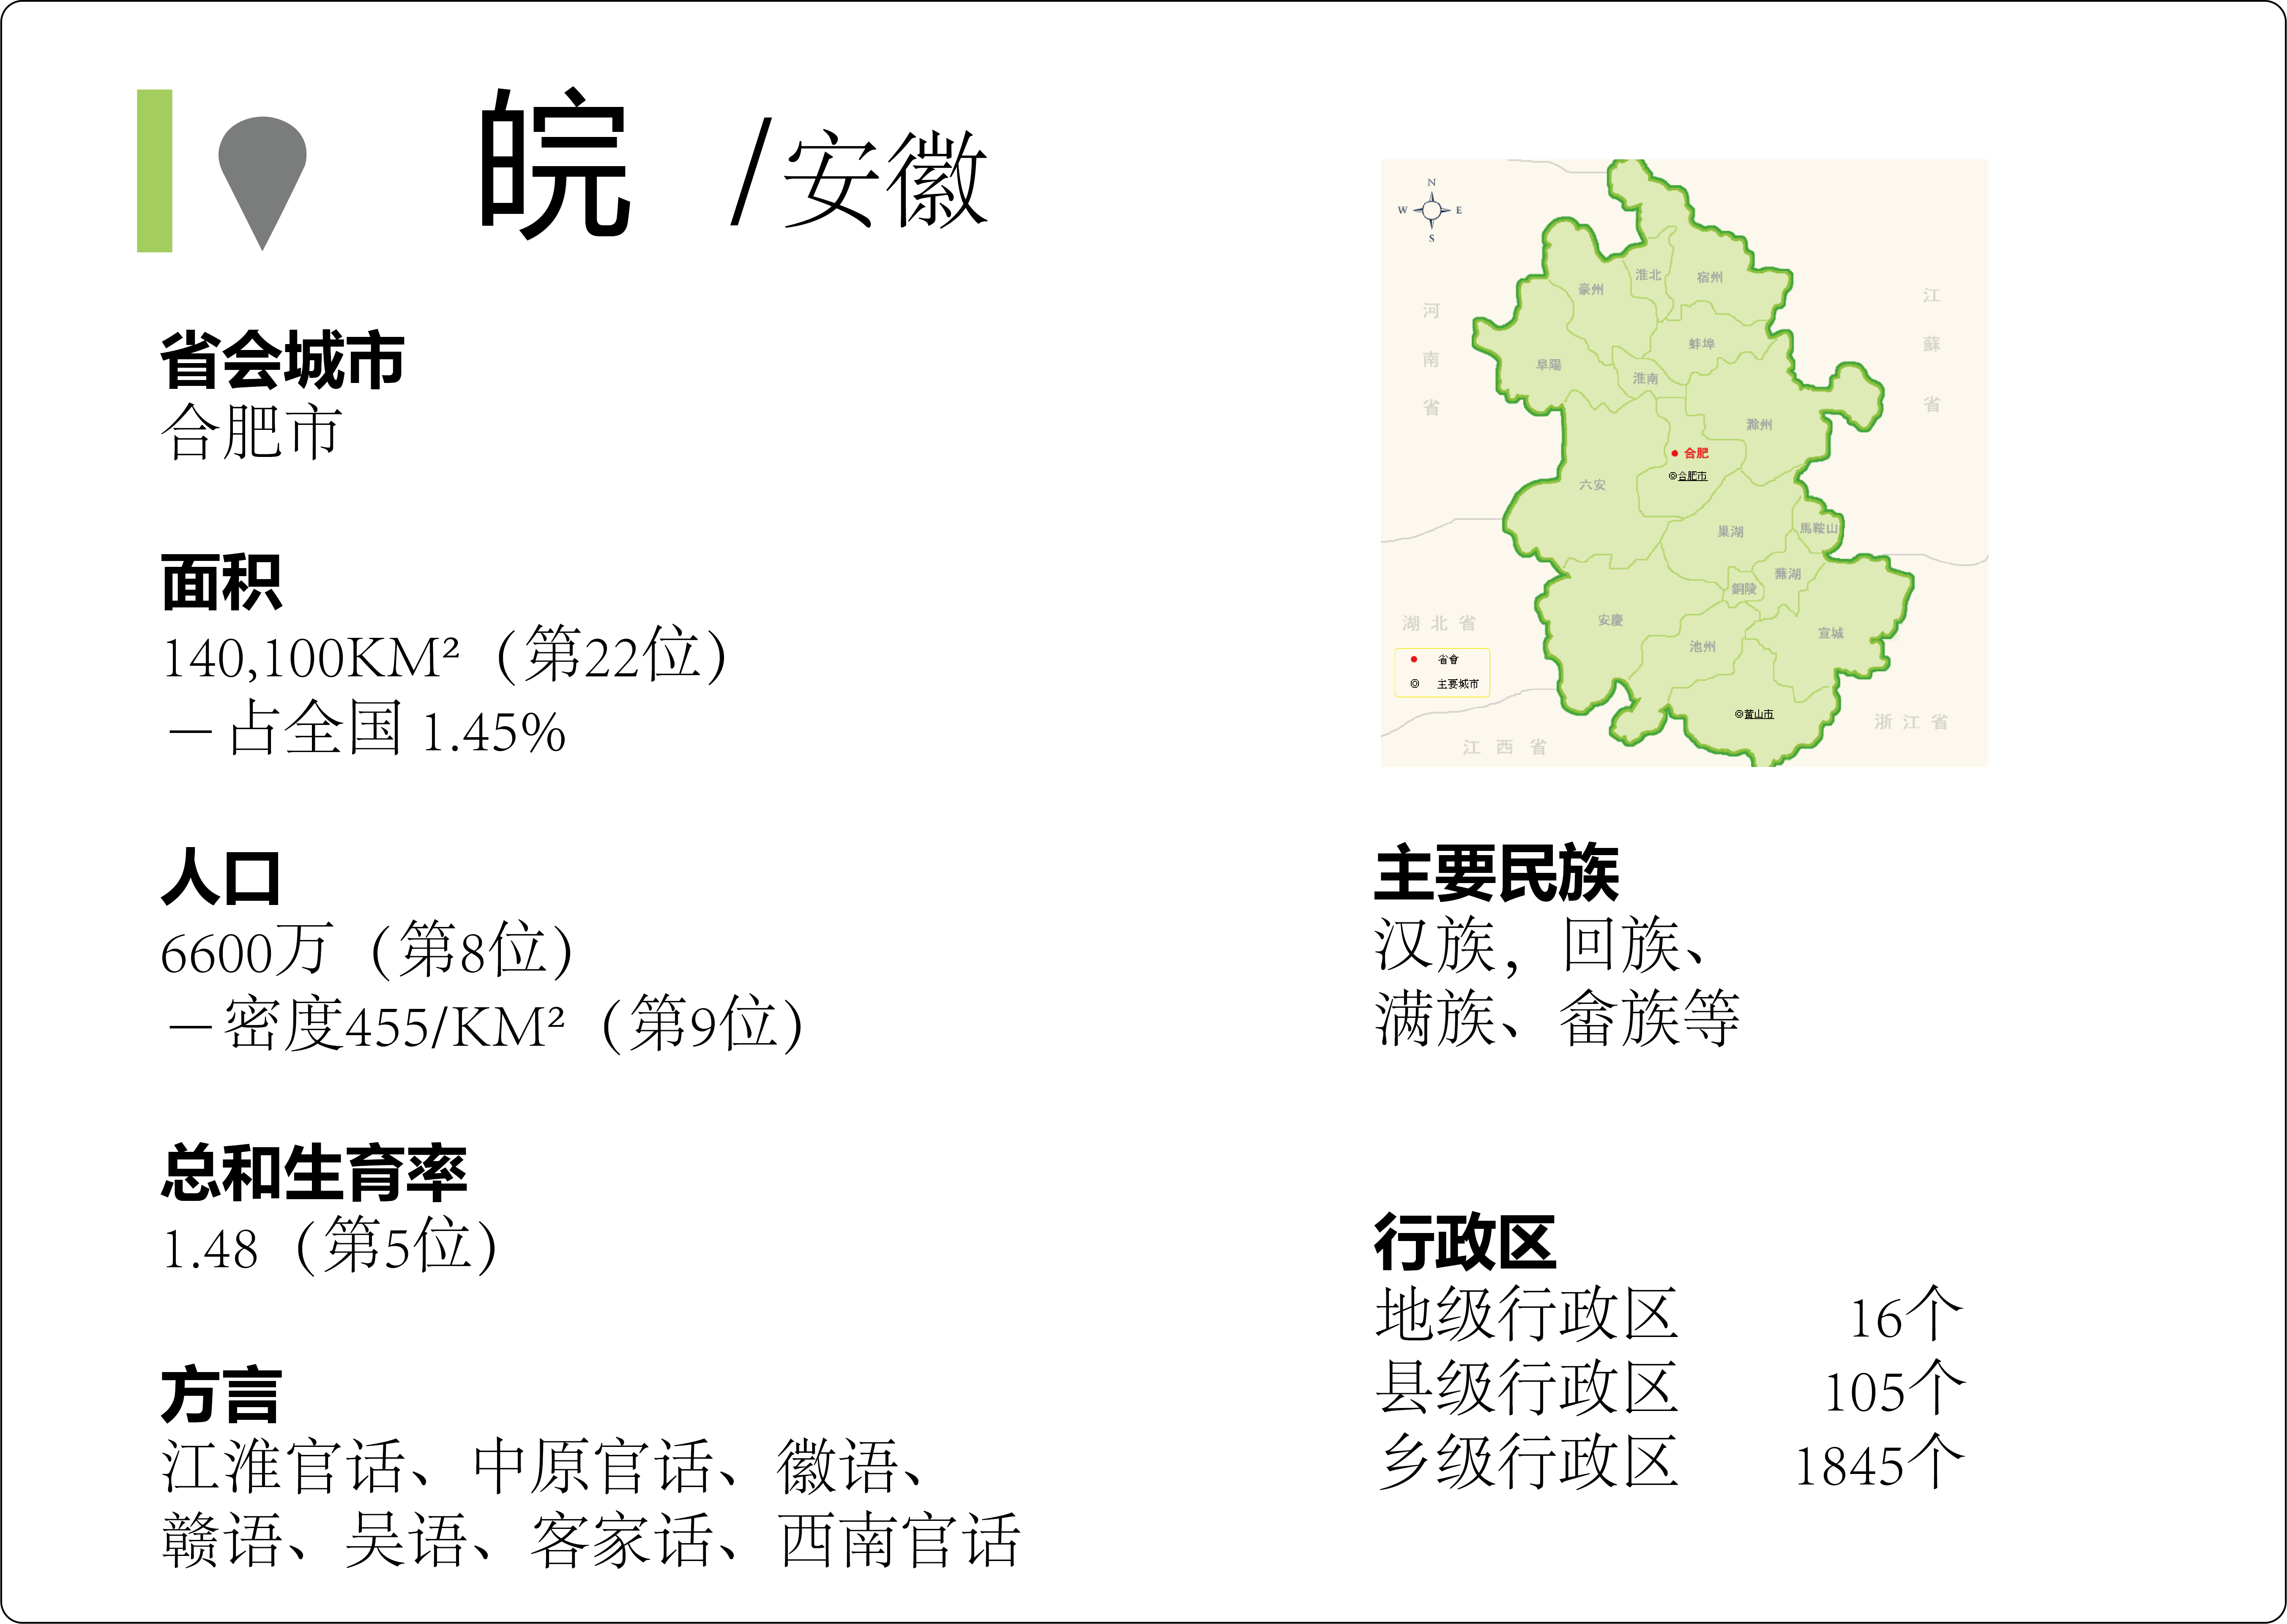 皖 /安徽
省会城市
合肥市
面积
140,100KM²（第22位）
—占全国 1.45%
人口
6600万（第8位）
—密度455/KM²（第9位）
总和生育率
1.48（第5位）
方言
江淮官话、中原官话、徽语、
赣语、吴语、客家话、西南官话
N
W E
S
淮北
宿州
豪州
河南省
江蘇省
蚌埠
阜陽
淮南
滁州
合肥
合肥市
六安
巢湖
馬鞍山
蕪湖
銅陵
安慶
湖北省
宣城
池州
省會
主要城市
黄山市
浙江省
江西省
主要民族
汉族，回族、
满族、畲族等
行政区
地级行政区 16个
县级行政区 105个
乡级行政区 1845个